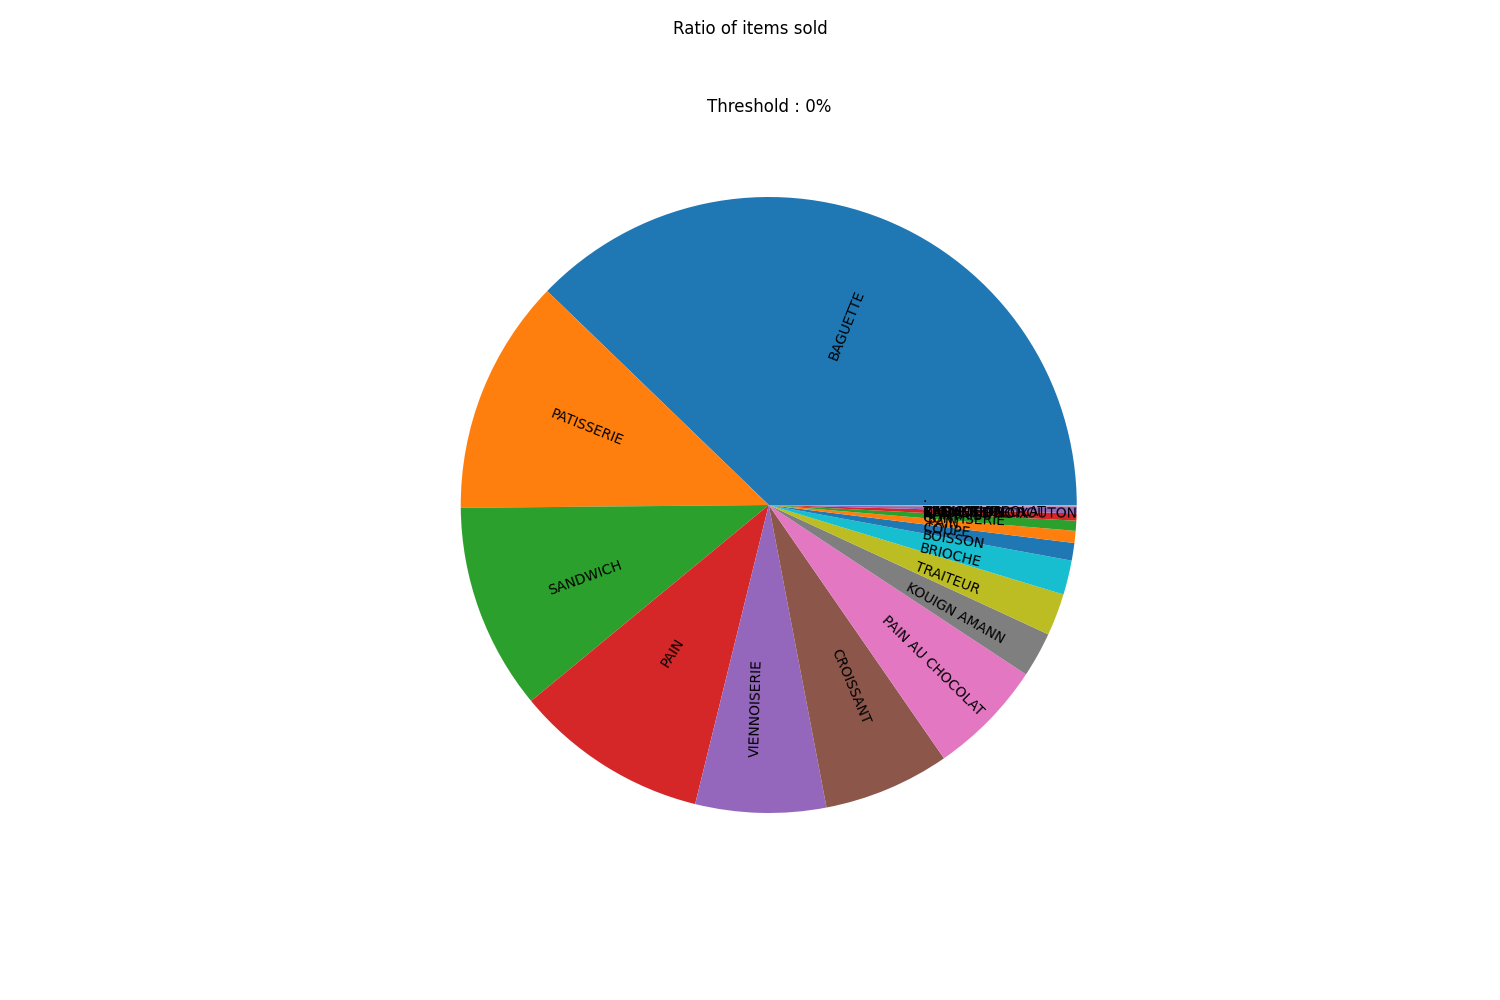 Ratio of items sold
Threshold : 0%
BAGUETTE
PATISSERIE
SANDWICH
PAIN
VIENNOISERIE
CROISSANT
PAIN AU CHOCOLAT
KOUIGN AMANN
TRAITEUR
BRIOCHE
BOISSON
COUPE
.